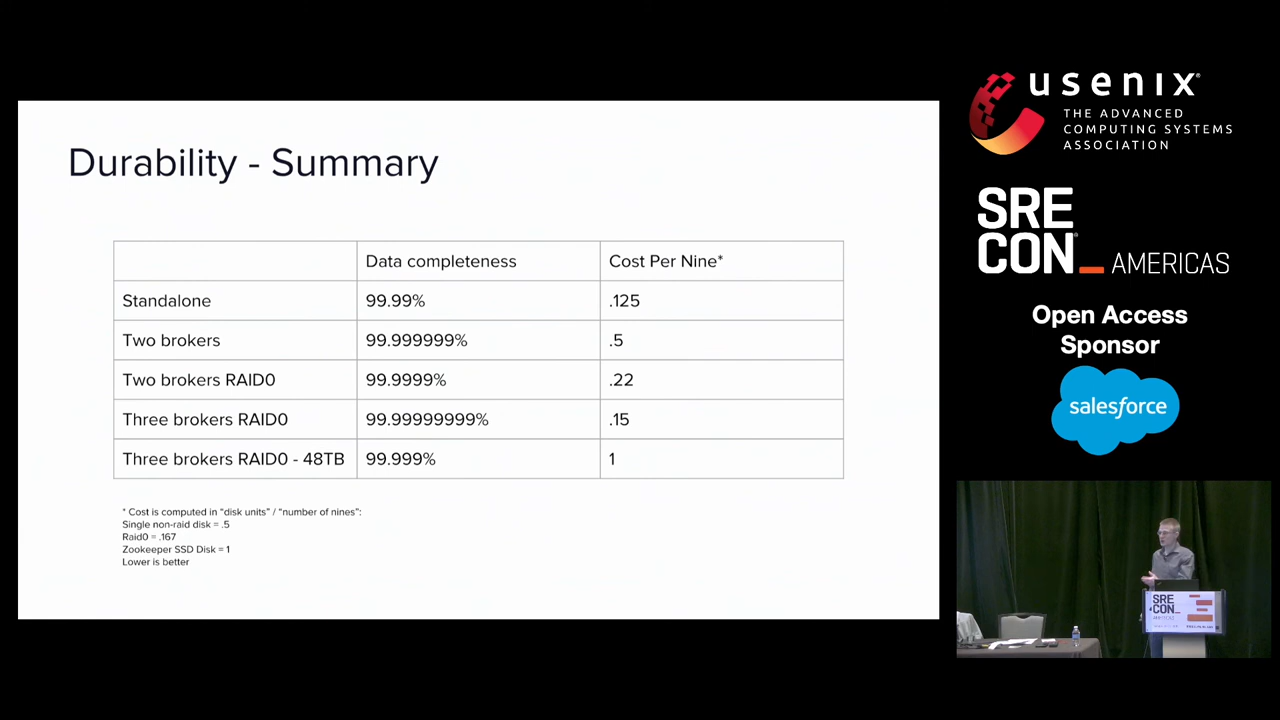 Durability - Summary
Data completeness Cost Per Nine*
Standalone 99.99% .125
Two brokers 99.999999% .5
Two brokers RAID0 99.9999% .22
Three brokers RAID0 99.99999999% .15
Three brokers RAID0 - 48TB 99.999% 1
* Cost is computed in “disk units” / “number of nines”:
Single non-raid disk = .5
Raid0 = .167
Zookeeper SSD Disk = 1
Lower is better
usenix®
THE ADVANCED
COMPUTING SYSTEMS
ASSOCIATION
SRE
CON_AMERICAS
Open Access
Sponsor
salesforce
SRE
CON_
AMERICAS